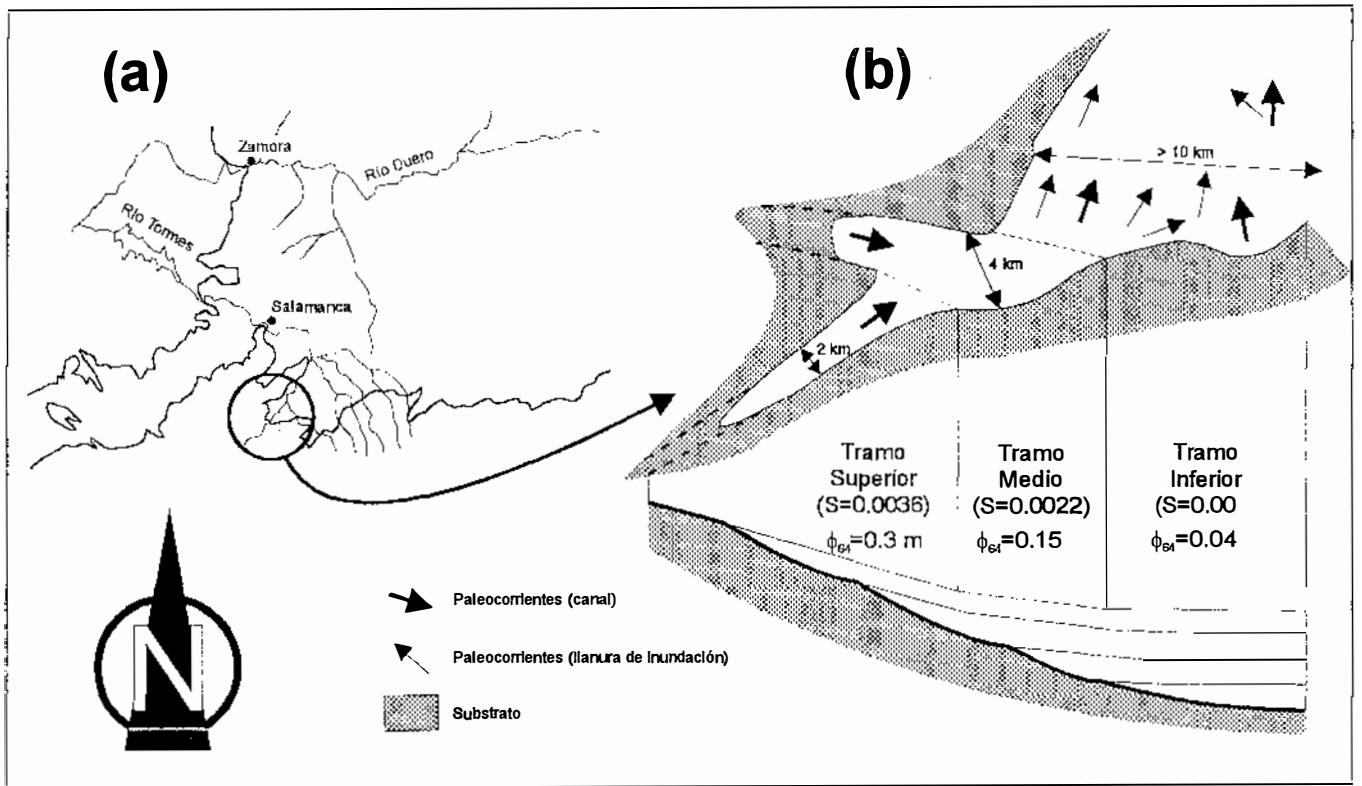 (a)
(b)
Zamora
Río Duero
Río Tormes
Salamanca
> 10 km
4 km
2 km
Tramo
Superior
(S=0.0036)
ϕ₆₄=0.3 m
Tramo
Medio
(S=0.0022)
ϕ₆₄=0.15
Tramo
Inferior
(S=0.00
ϕ₆₄=0.04
Paleocorrientes (canal)
Paleocorrientes (llanura de inundación)
Substrato
N